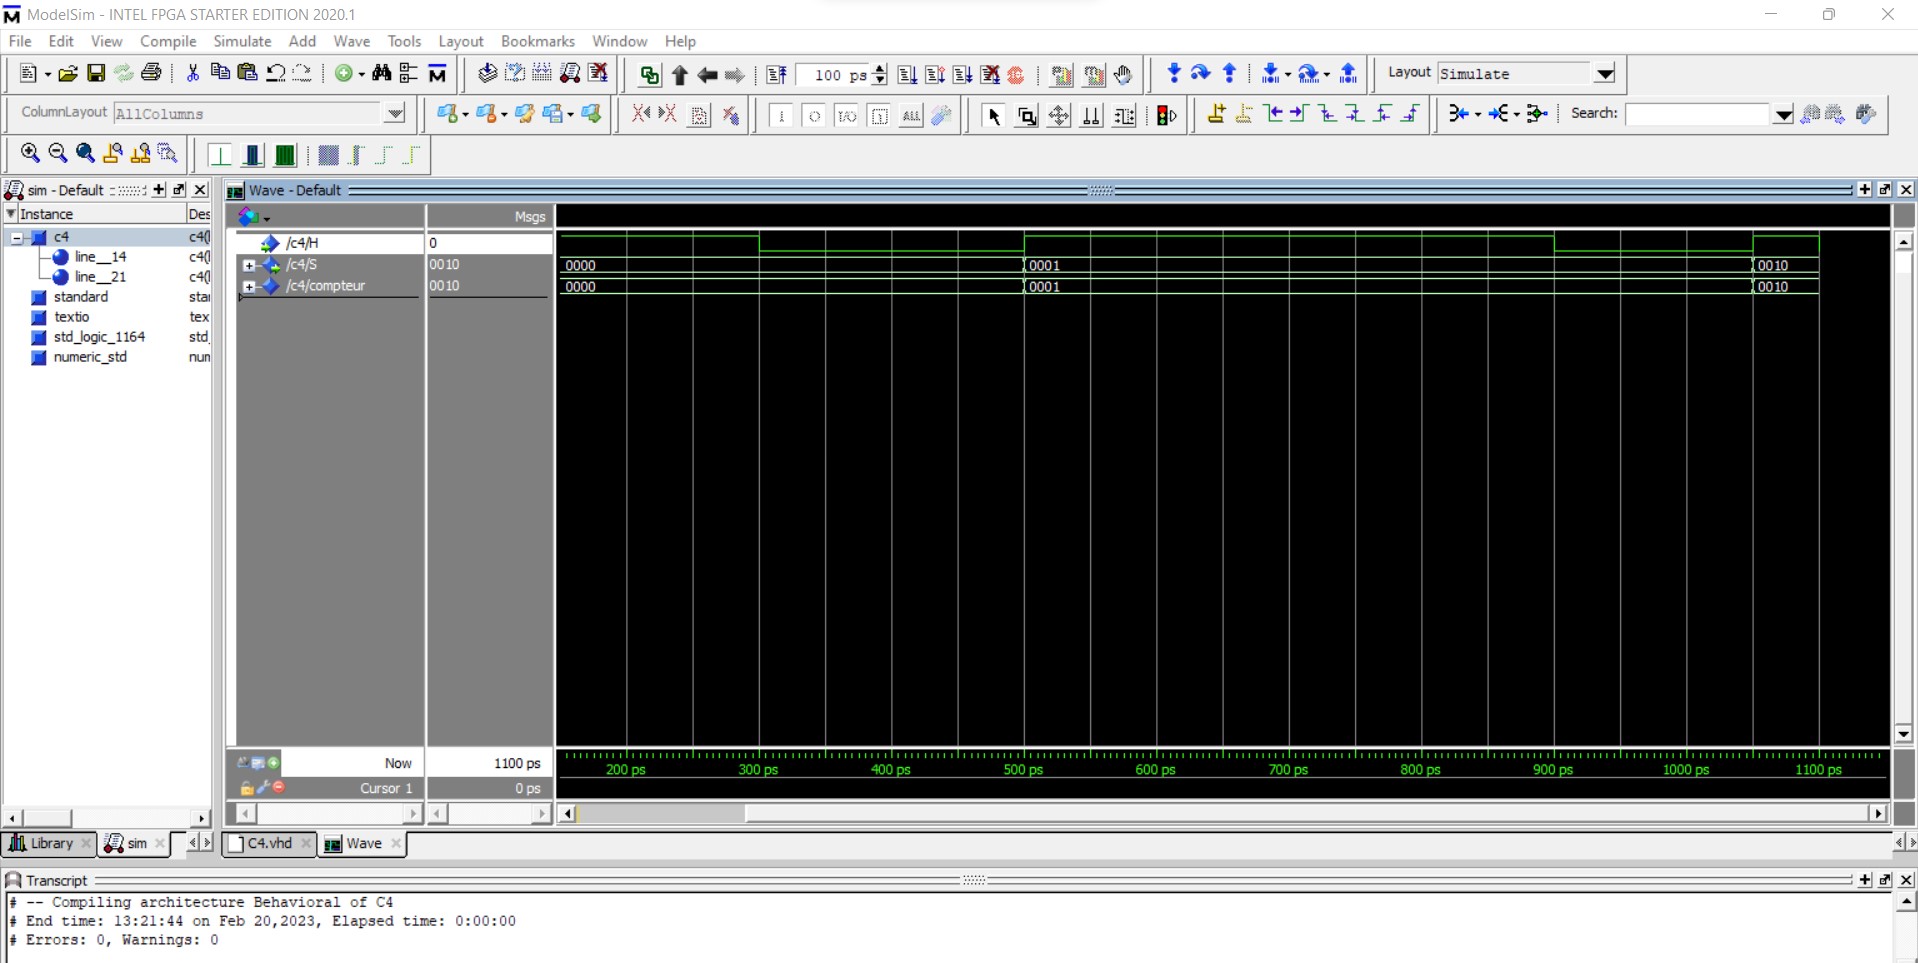 ModelSim - INTEL FPGA STARTER EDITION 2020.1
File Edit View Compile Simulate Add Wave Tools Layout Bookmarks Window Help
100 ps
Layout Simulate
ColumnLayout AllColumns
I O I/O ALL
Search:
sim - Default
Wave - Default
Instance
Msgs
c4 c4(
/c4/H 0
line__14 c4(
/c4/S 0010 0000 0001 0010
line__21 c4(
/c4/compteur 0010 0000 0001 0010
standard
textio tex
std_logic_1164 std_
numeric_std
Now 1100 ps
200 ps 300 ps 400 ps 500 ps 600 ps 700 ps 800 ps 900 ps 1000 ps 1100 ps
Cursor 1 0 ps
Library sim C4.vhd Wave
Transcript
# -- Compiling architecture Behavioral of C4
# End time: 13:21:44 on Feb 20,2023, Elapsed time: 0:00:00
# Errors: 0, Warnings: 0